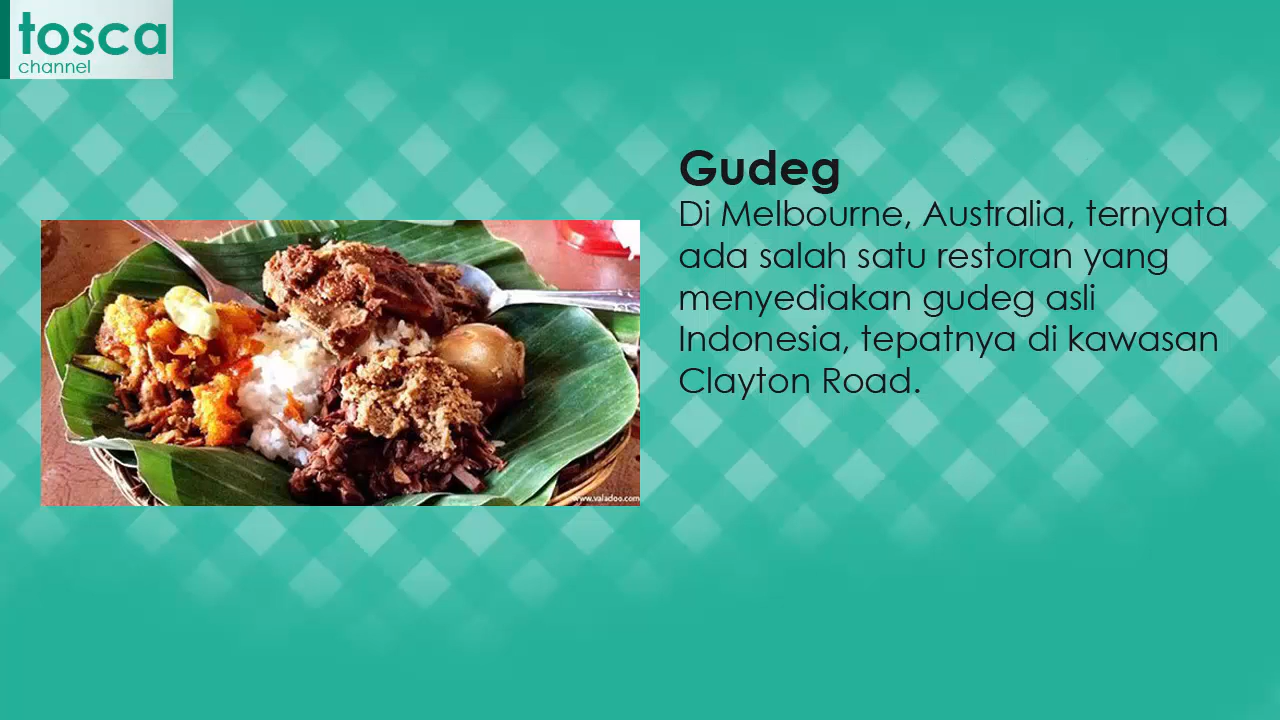 tosca
channel
Gudeg
Di Melbourne, Australia, ternyata
ada salah satu restoran yang
menyediakan gudeg asli
Indonesia, tepatnya di kawasan
Clayton Road.
www.valadoo.com